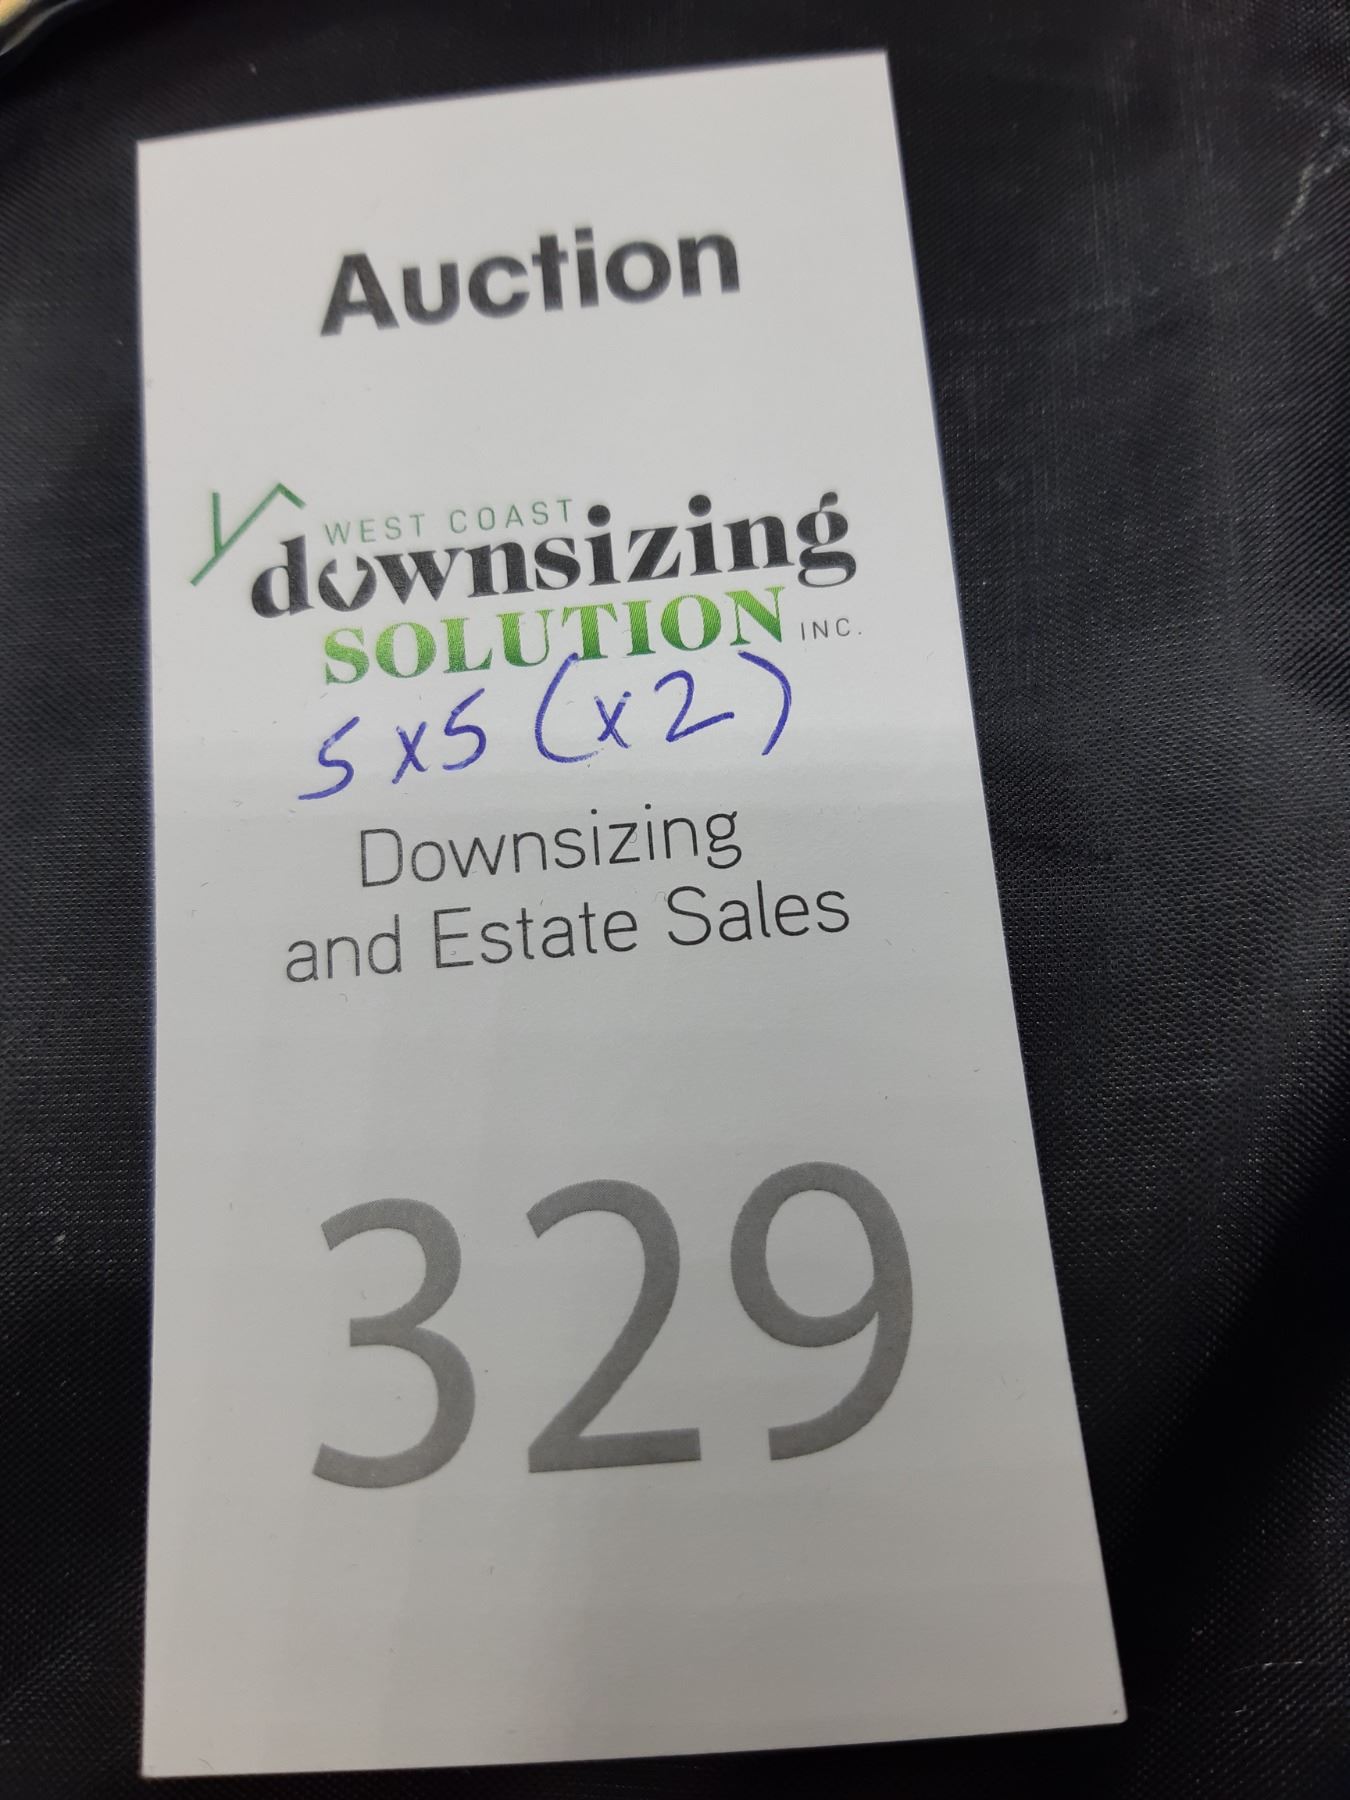 Auction
WEST COAST
downsizing
SOLUTION INC.
5x5 (x2)
Downsizing
and Estate Sales
329